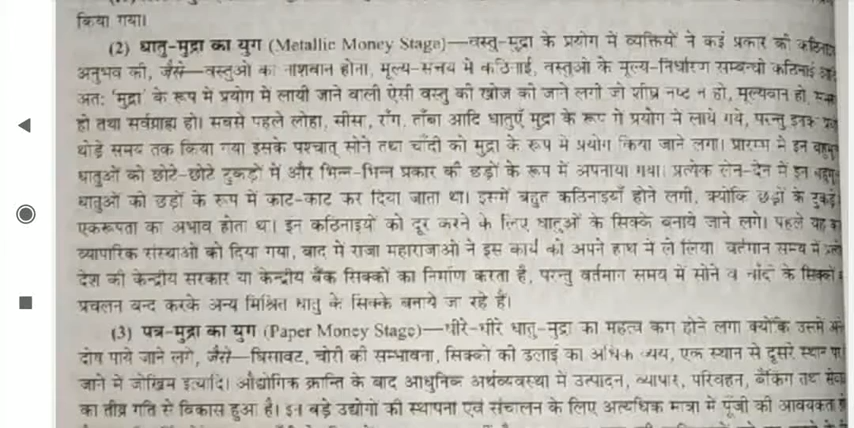 किया गया।
(2) धातु-मुद्रा का युग (Metallic Money Stage)—वस्तु-मुद्रा के प्रयोग में व्यक्तियों ने कई प्रकार की
अनुभव की, जैसे—वस्तुओं का नाशवान होना, मूल्य-संचय में कठिनाई, वस्तुओं के मूल्य-निर्धारण सम्बन्धी कठिनाई
अतः 'मुद्रा' के रूप में प्रयोग में लायी जाने वाली ऐसी वस्तु की खोज की जाने लगी जो शीघ्र नष्ट न हो, मूल्यवान हो,
हो तथा सर्वग्राह्य हो। सबसे पहले लोहा, सीसा, राँग, ताँबा आदि धातुएँ मुद्रा के रूप में प्रयोग में लाये गये, परन्तु
थोड़े समय तक किया गया इसके पश्चात् सोने तथा चाँदी को मुद्रा के रूप में प्रयोग किया जाने लगा। प्रारम्भ में इन
धातुओं को छोटे-छोटे टुकड़ों में और भिन्न-भिन्न प्रकार की छड़ों के रूप में अपनाया गया। प्रत्येक लेन-देन में इन
धातुओं को छड़ों के रूप में काट-काट कर दिया जाता था। इसमें बहुत कठिनाइयाँ होने लगी, क्योंकि छड़ों के टुकड़े
एकरूपता का अभाव होता था। इन कठिनाइयों को दूर करने के लिए धातुओं के सिक्के बनाये जाने लगे। पहले यह
व्यापारिक संस्थाओं को दिया गया, बाद में राजा महाराजाओं ने इस कार्य को अपने हाथ में ले लिया। वर्तमान समय में
देश की केन्द्रीय सरकार या केन्द्रीय बैंक सिक्कों का निर्माण करता है, परन्तु वर्तमान समय में सोने व चाँदी के सिक्कों
प्रचलन बन्द करके अन्य मिश्रित धातु के सिक्के बनाये जा रहे हैं।
(3) पत्र-मुद्रा का युग (Paper Money Stage)—धीरे-धीरे धातु-मुद्रा का महत्व कम होने लगा क्योंकि उसमें
दोष पाये जाने लगे, जैसे—घिसावट, चोरी की सम्भावना, सिक्कों की ढलाई का अधिक व्यय, एक स्थान से दूसरे स्थान पर
जाने में जोखिम इत्यादि। औद्योगिक क्रान्ति के बाद आधुनिक अर्थव्यवस्था में उत्पादन, व्यापार, परिवहन, बैंकिंग तथा
का तीव्र गति से विकास हुआ है। इन बड़े उद्योगों की स्थापना एवं संचालन के लिए अत्यधिक मात्रा में पूंजी की आवयकता